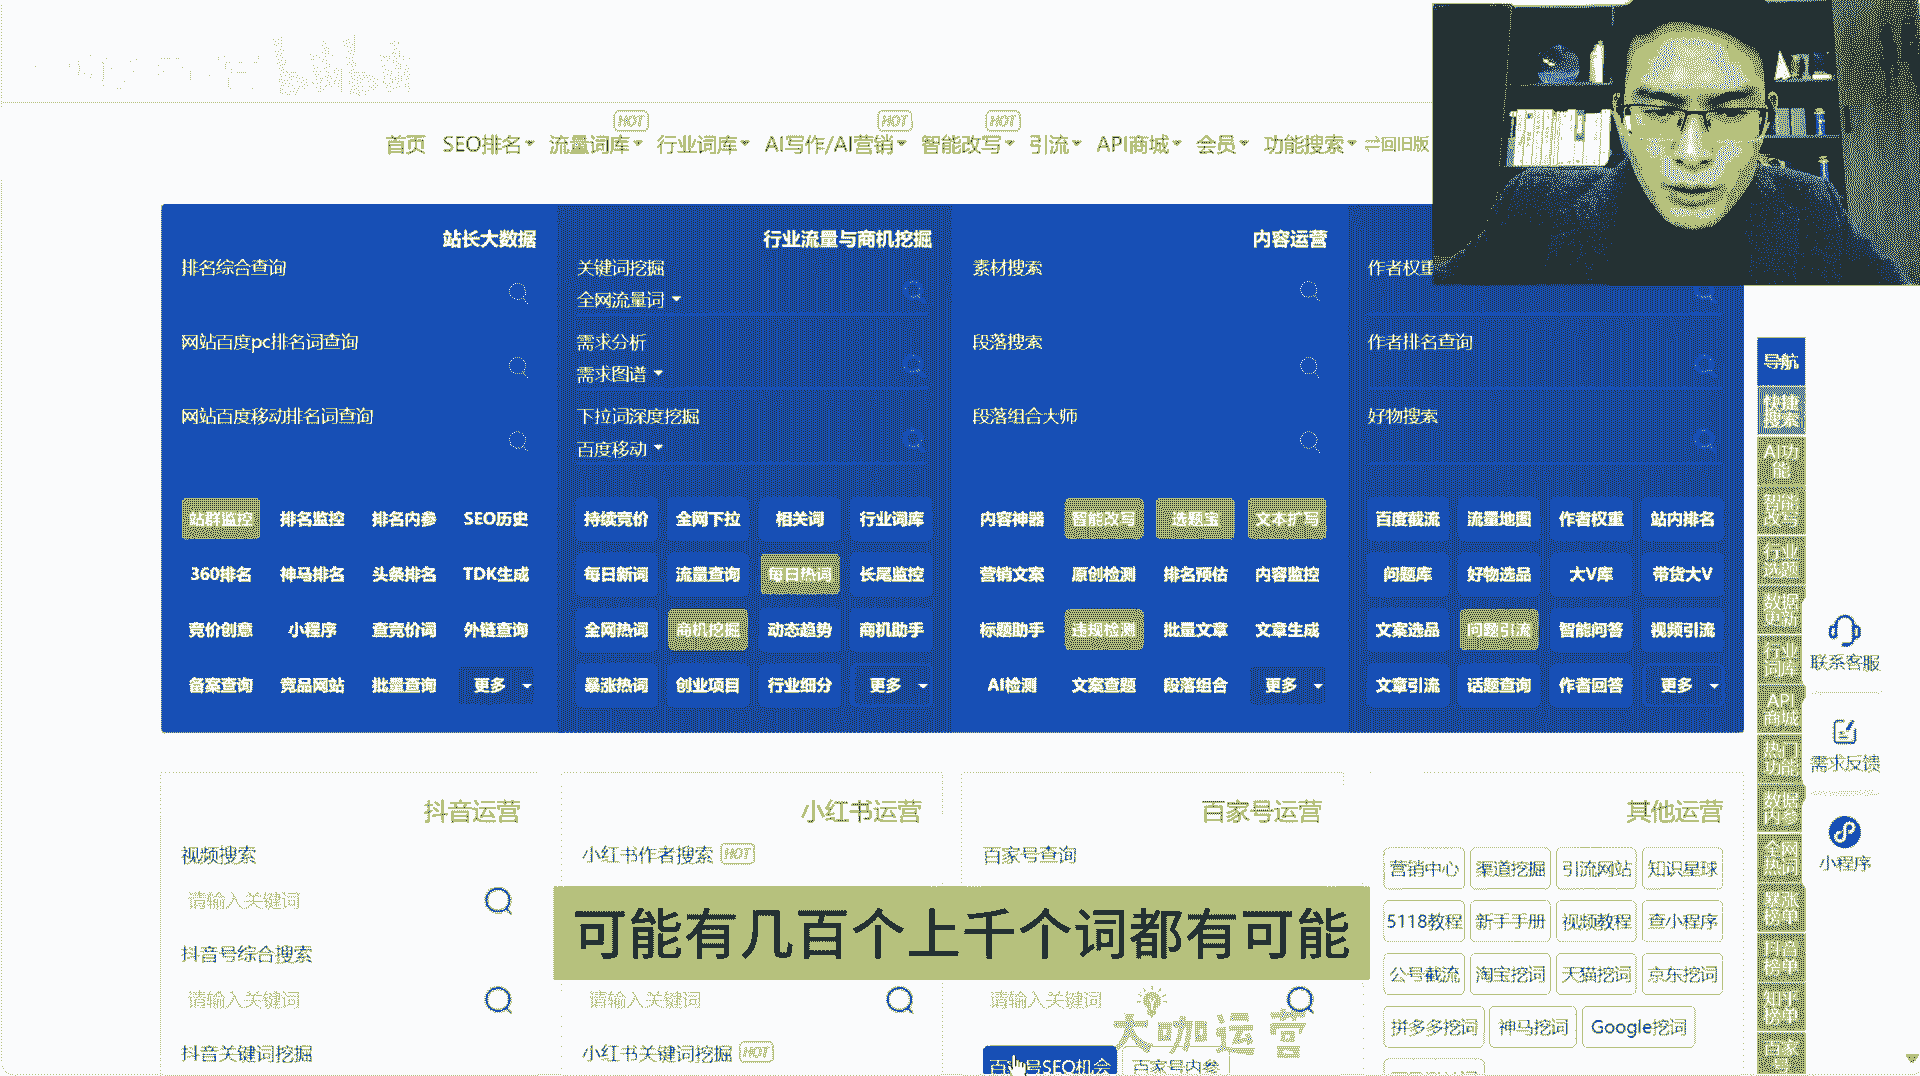 HOT HOT HOT
首页 SEO排名 流量词库 行业词库 AI写作/AI营销 智能改写 引流 API商城 会员 功能搜索 回旧版
站长大数据
排名综合查询
网站百度pc排名词查询
网站百度移动排名词查询
站群监控 排名监控 排名内参 SEO历史
360排名 神马排名 头条排名 TDK生成
竞价创意 小程序 查竞价词 外链查询
备案查询 竞品网站 批量查询 更多
行业流量与商机挖掘
关键词挖掘
全网流量词
需求分析
需求图谱
下拉词深度挖掘
百度移动
持续竞价 全网下拉 相关词 行业词库
每日新词 流量查询 每日热词 长尾监控
全网热词 商机挖掘 动态趋势 商机助手
暴涨热词 创业项目 行业细分 更多
内容运营
素材搜索
段落搜索
段落组合大师
内容神器 智能改写 选题宝 文本扩写
营销文案 原创检测 排名预估 内容监控
标题助手 违规检测 批量文章 文章生成
AI检测 文案查题 段落组合 更多
作者权重
作者排名查询
好物搜索
百度截流 流量地图 作者权重 站内排名
问题库 好物选品 大V库 带货大V
文案选品 问题引流 智能问答 视频引流
文章引流 话题查询 作者回答 更多
抖音运营
视频搜索
请输入关键词
抖音号综合搜索
请输入关键词
抖音关键词挖掘
小红书运营
小红书作者搜索 HOT
请输入关键词
小红书关键词挖掘 HOT
百家号运营
百家号查询
请输入关键词
百家号SEO机会 百家号内参
其他运营
营销中心 渠道挖掘 引流网站 知识星球
5118教程 新手手册 视频教程 查小程序
公号截流 淘宝挖词 天猫挖词 京东挖词
拼多多挖词 神马挖词 Google挖词
可能有几百个上千个词都有可能
大咖运营
导航
快捷
搜索
AI功
能
智能
改写
行业
选题
数据
更新
行业
词库
API
商城
热门
功能
数据
内参
全网
热词
暴涨
榜单
抖音
榜单
知乎
榜单
百家
号
联系客服
需求反馈
小程序